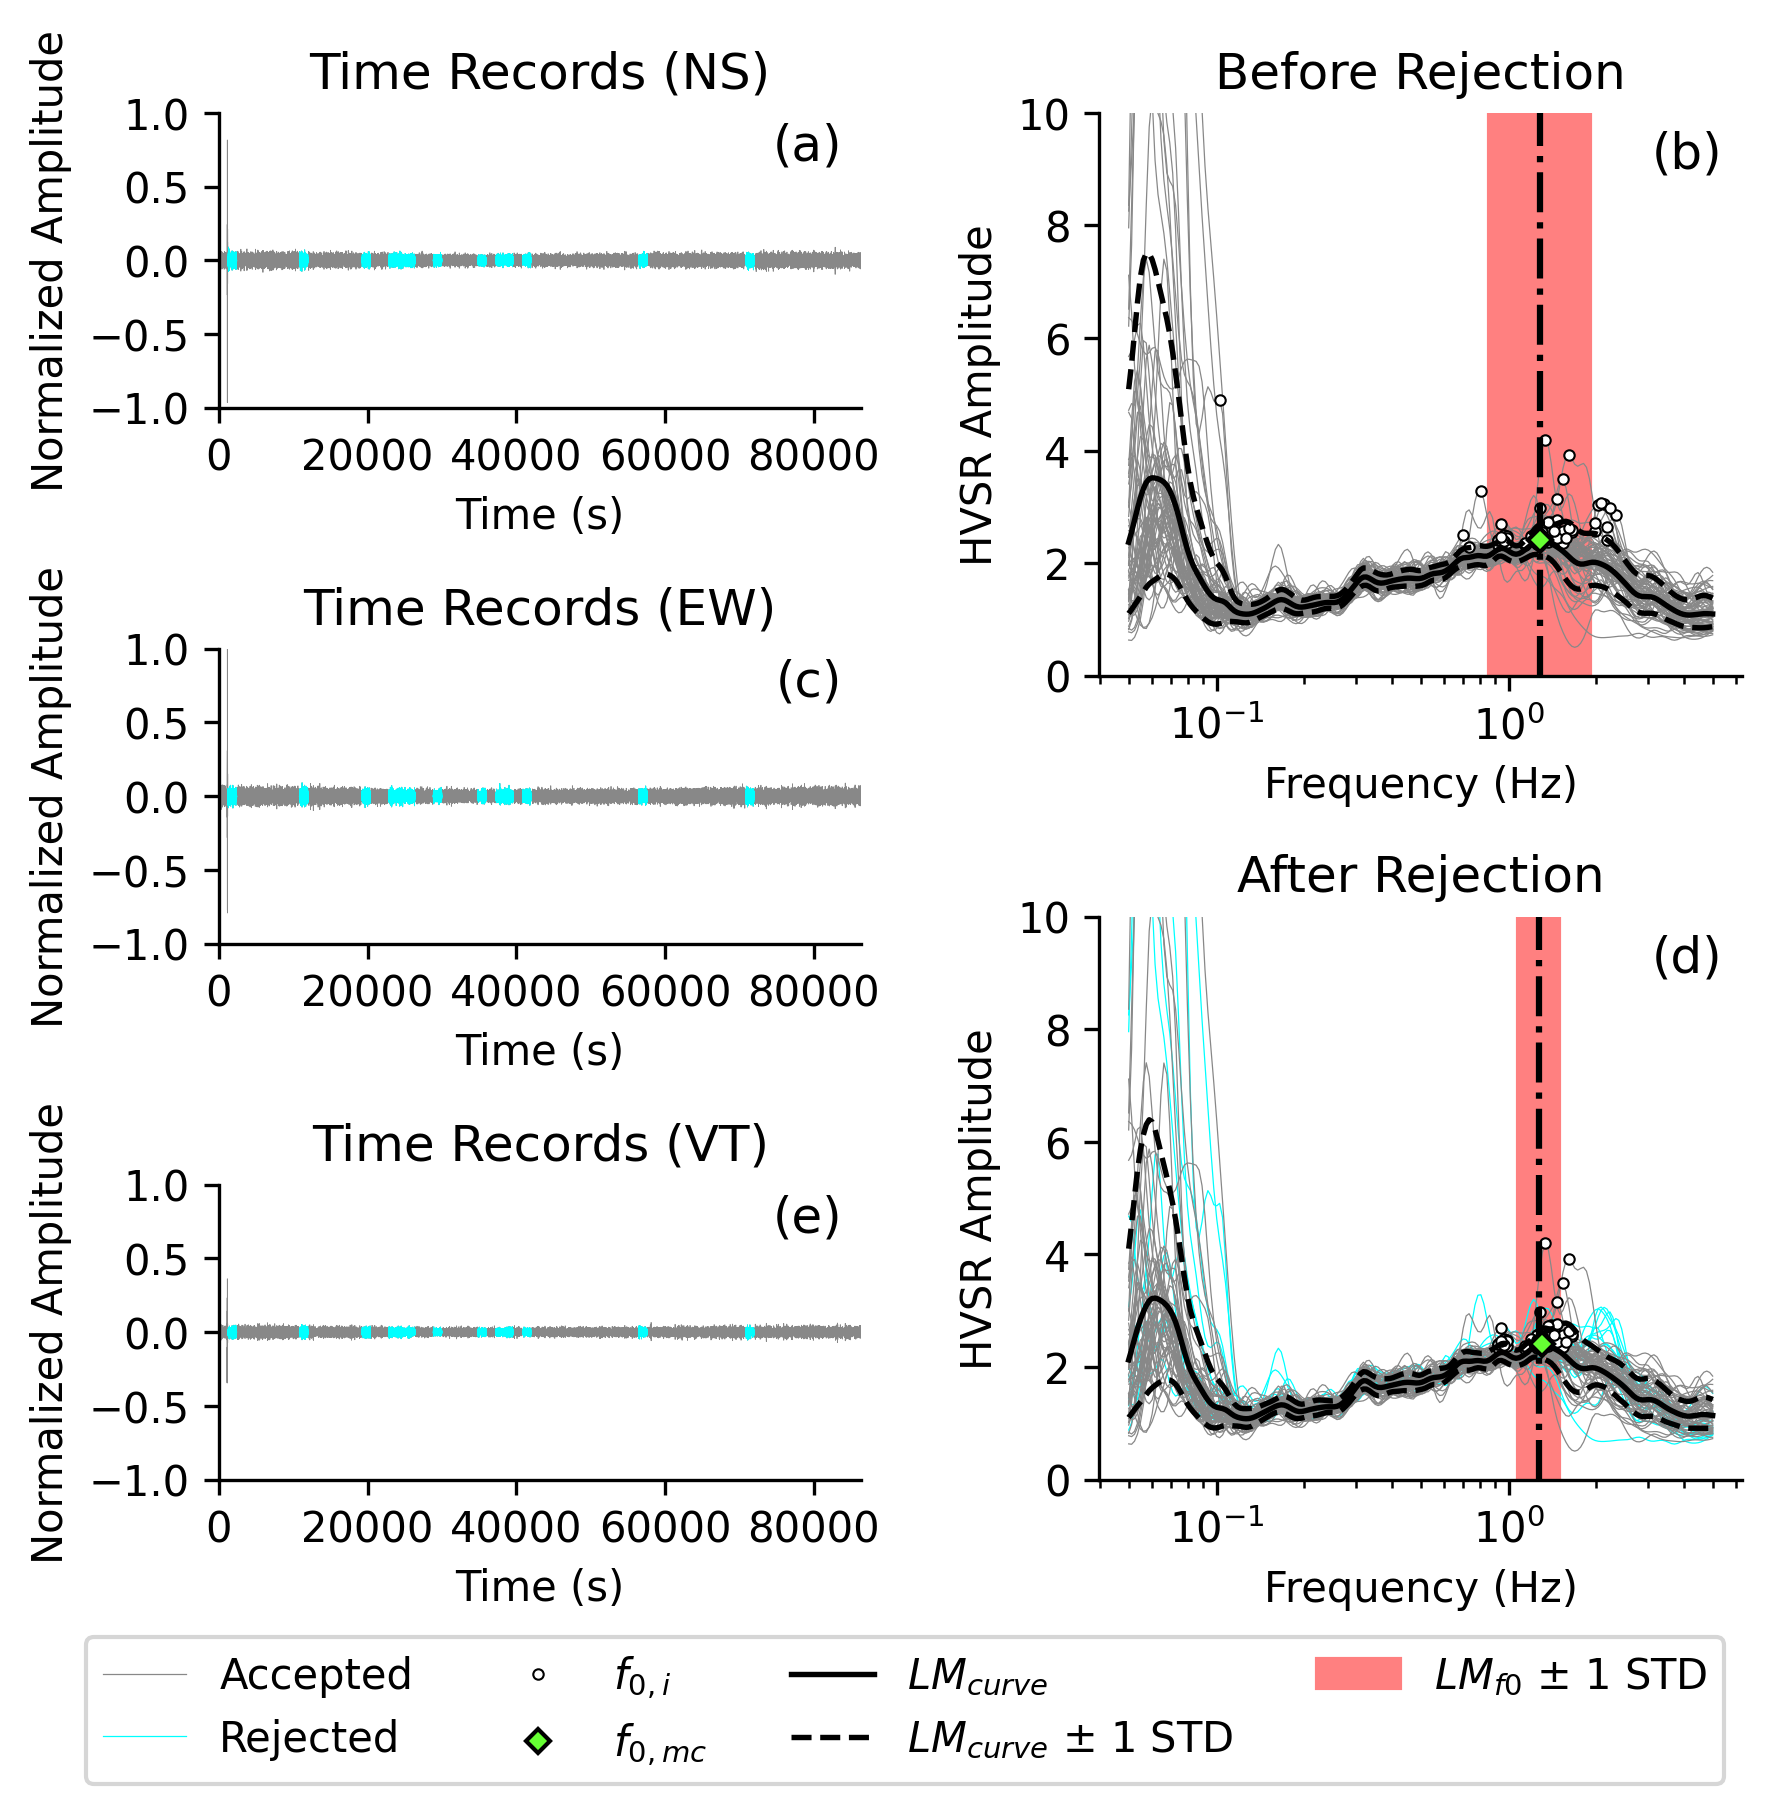 Time Records (NS)
(a)
Normalized Amplitude
1.0
0.5
0.0
−0.5
−1.0
0 20000 40000 60000 80000
Time (s)
Before Rejection
(b)
HVSR Amplitude
10
8
6
4
2
0
10⁻¹ 10⁰
Frequency (Hz)
Time Records (EW)
(c)
Normalized Amplitude
1.0
0.5
0.0
−0.5
−1.0
0 20000 40000 60000 80000
Time (s)
After Rejection
(d)
HVSR Amplitude
10
8
6
4
2
0
10⁻¹ 10⁰
Frequency (Hz)
Time Records (VT)
(e)
Normalized Amplitude
1.0
0.5
0.0
−0.5
−1.0
0 20000 40000 60000 80000
Time (s)
Accepted
Rejected
f0,i
f0,mc
LMcurve
LMcurve ± 1 STD
LMf0 ± 1 STD